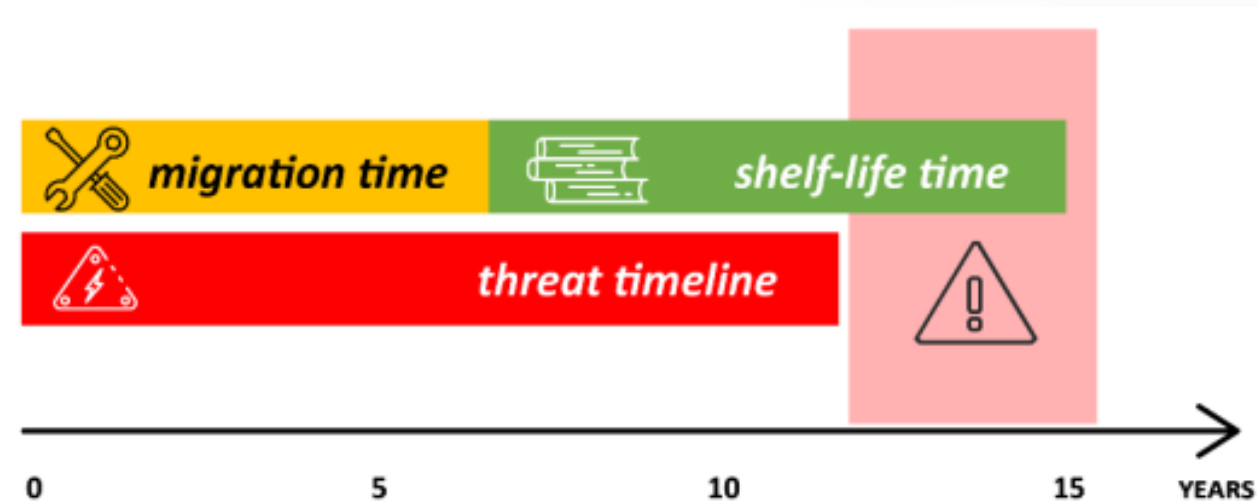 migration time
shelf-life time
threat timeline
0
5
10
15
YEARS